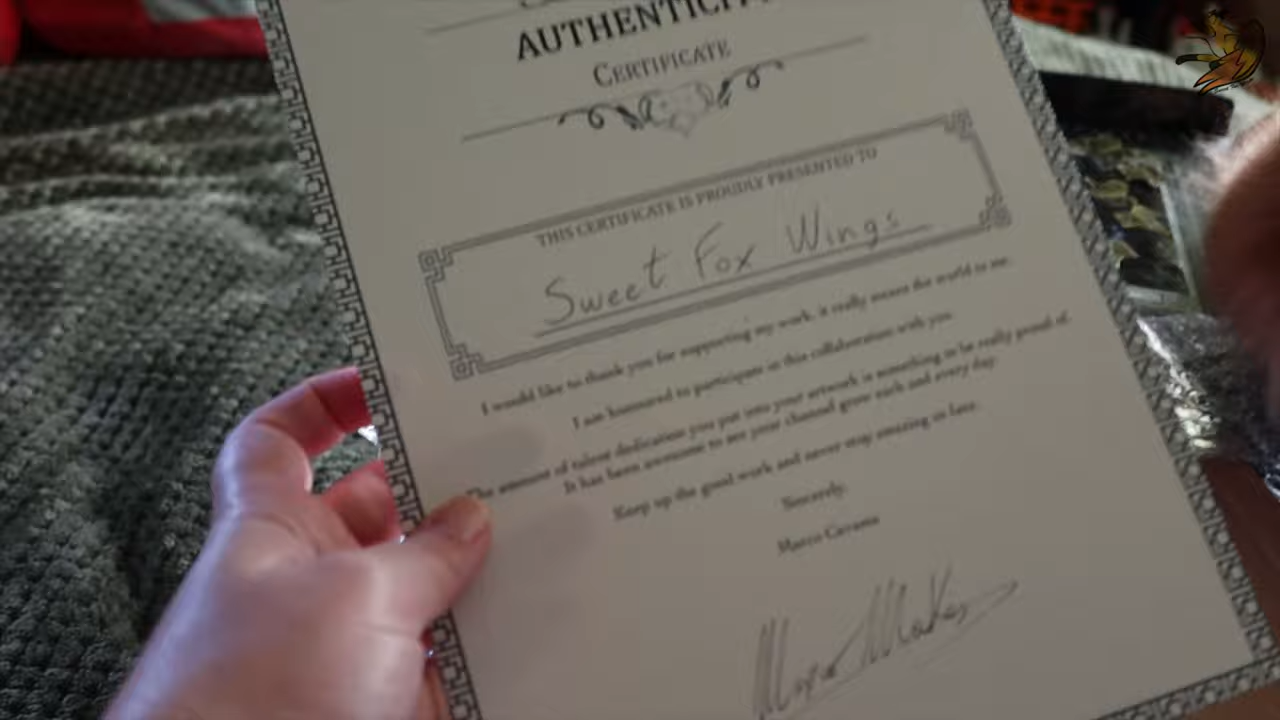 AUTHENTICITY
CERTIFICATE
THIS CERTIFICATE IS PROUDLY PRESENTED TO
Sweet Fox Wings
I would like to thank you for supporting my work, it really means the world to me.
I am honored to participate in this collaboration with you.
The amount of talent dedication you put into your artwork is something to be really proud of.
It has been awesome to see your channel grow each and every day.
Keep up the good work and never stop amazing us fans.
Sincerely,
Marco